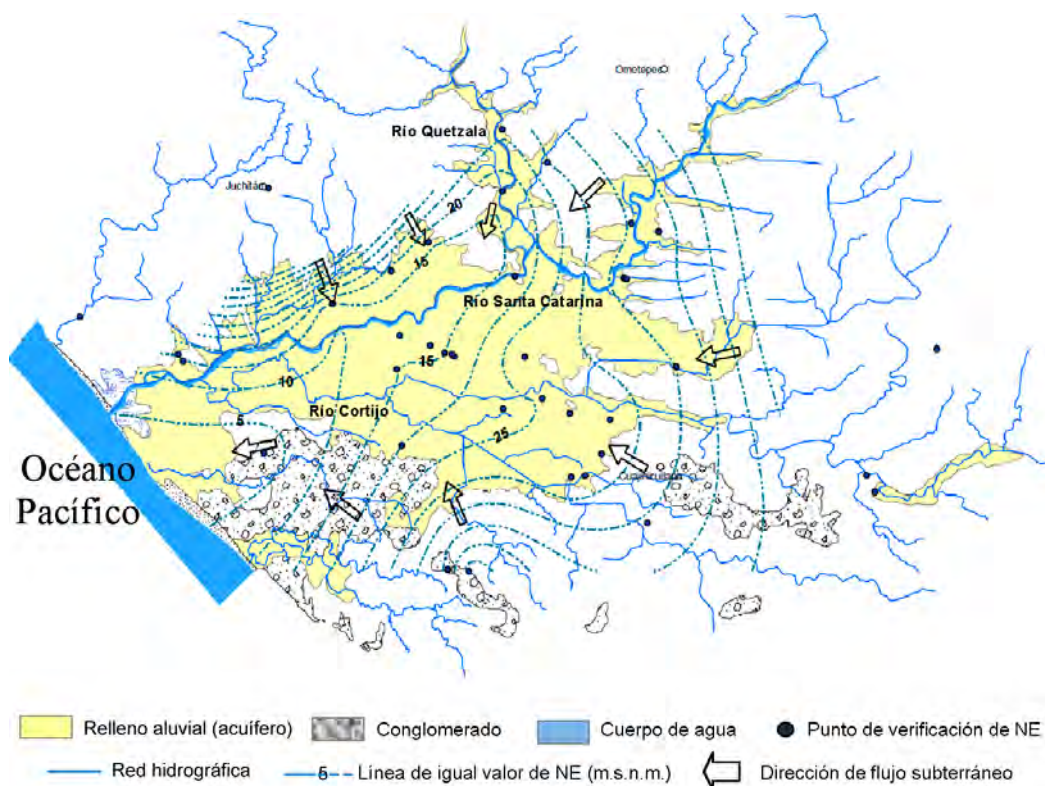 Ometepec
Río Quetzala
Juchitán
20
15
Río Santa Catarina
15
10
Río Cortijo
5
25
Océano
Pacífico
Relleno aluvial (acuífero)
Conglomerado
Cuerpo de agua
Punto de verificación de NE
Red hidrográfica
5
Línea de igual valor de NE (m.s.n.m.)
Dirección de flujo subterráneo